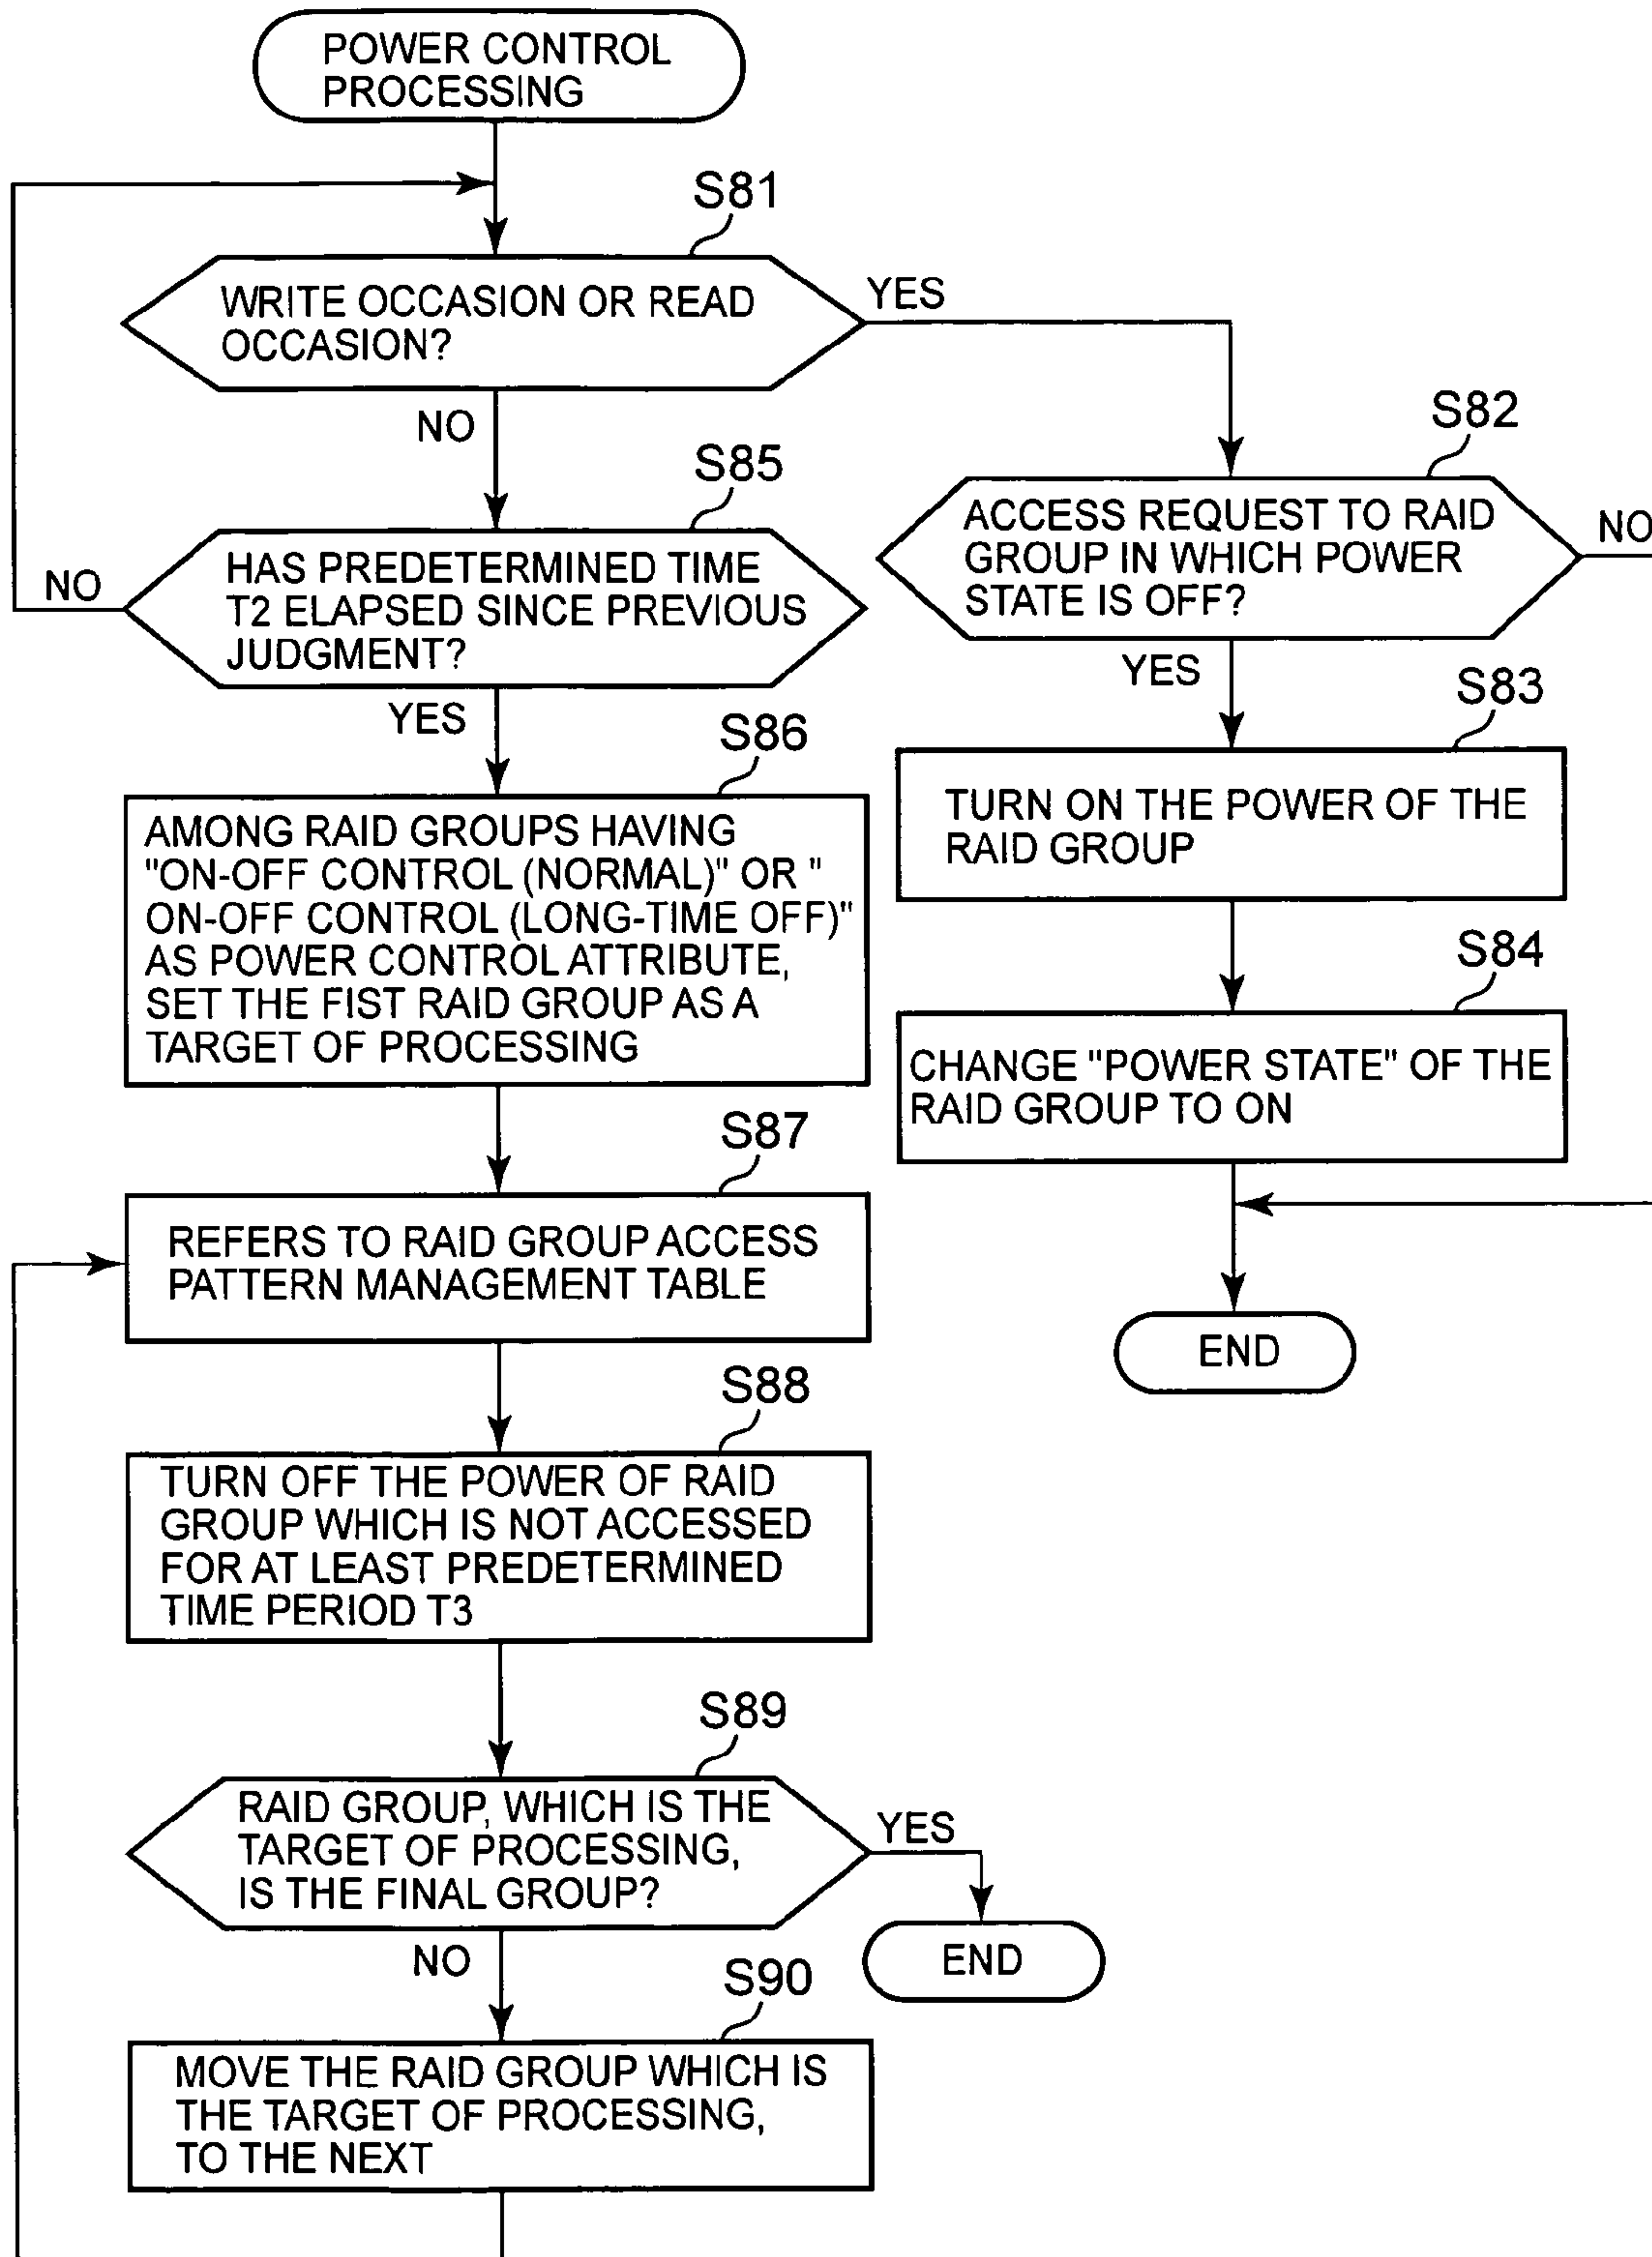 POWER CONTROL
PROCESSING
S81
WRITE OCCASION OR READ
OCCASION?
YES
NO
S82
ACCESS REQUEST TO RAID
GROUP IN WHICH POWER
STATE IS OFF?
NO
YES
S83
TURN ON THE POWER OF THE
RAID GROUP
S84
CHANGE "POWER STATE" OF THE
RAID GROUP TO ON
END
S85
HAS PREDETERMINED TIME
T2 ELAPSED SINCE PREVIOUS
JUDGMENT?
NO
YES
S86
AMONG RAID GROUPS HAVING
"ON-OFF CONTROL (NORMAL)" OR "
ON-OFF CONTROL (LONG-TIME OFF)"
AS POWER CONTROL ATTRIBUTE,
SET THE FIST RAID GROUP AS A
TARGET OF PROCESSING
S87
REFERS TO RAID GROUP ACCESS
PATTERN MANAGEMENT TABLE
S88
TURN OFF THE POWER OF RAID
GROUP WHICH IS NOT ACCESSED
FOR AT LEAST PREDETERMINED
TIME PERIOD T3
S89
RAID GROUP, WHICH IS THE
TARGET OF PROCESSING,
IS THE FINAL GROUP?
YES
END
NO
S90
MOVE THE RAID GROUP WHICH IS
THE TARGET OF PROCESSING,
TO THE NEXT